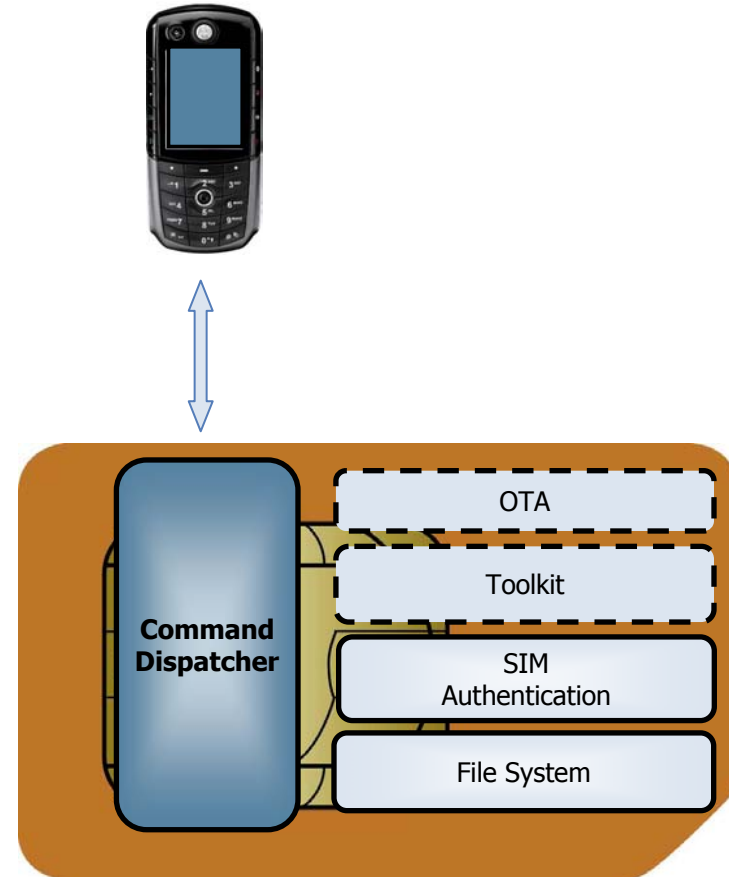 OTA
Toolkit
Command
Dispatcher
SIM
Authentication
File System